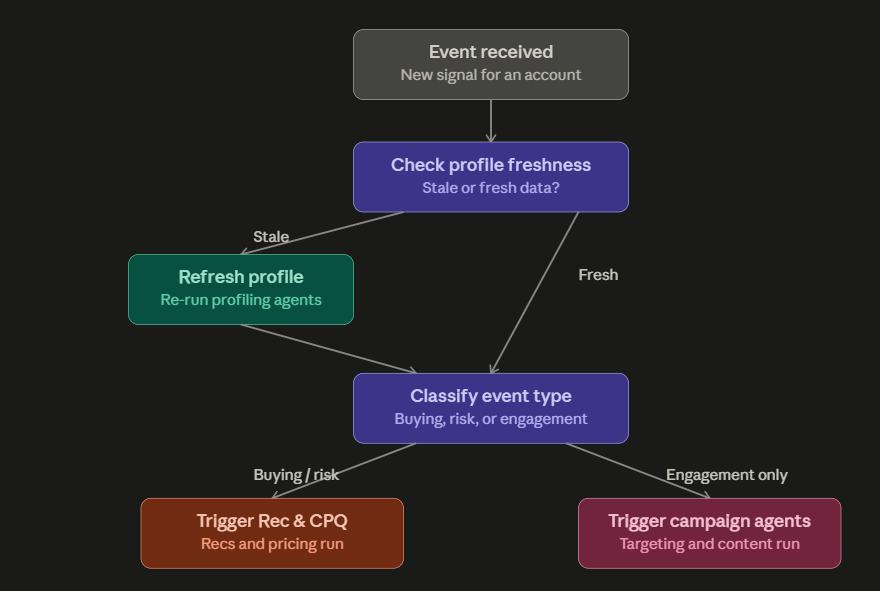 Event received
New signal for an account
Check profile freshness
Stale or fresh data?
Stale
Fresh
Refresh profile
Re-run profiling agents
Classify event type
Buying, risk, or engagement
Buying / risk
Engagement only
Trigger Rec & CPQ
Recs and pricing run
Trigger campaign agents
Targeting and content run